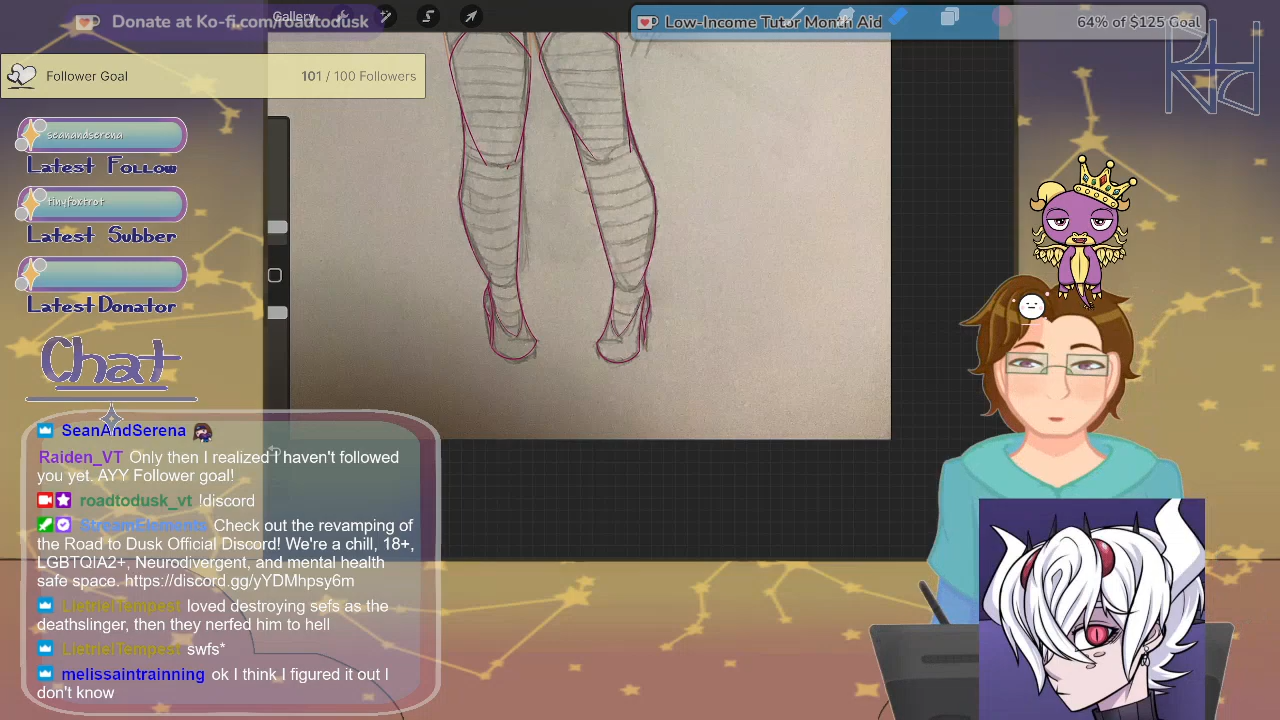 Donate at Ko-fi.com/roadtodusk
Gallery
Low-Income Tutor Month Aid
64% of $125 Goal
Follower Goal
101 / 100 Followers
seanandserena
Latest Follow
tinyfoxtrot
Latest Subber
Latest Donator
Chat
SeanAndSerena
Raiden_VT Only then I realized I haven't followed
you yet. AYY Follower goal!
roadtodusk_vt !discord
StreamElements Check out the revamping of
the Road to Dusk Official Discord! We're a chill, 18+,
LGBTQIA2+, Neurodivergent, and mental health
safe space. https://discord.gg/yYDMhpsy6m
LietrielTempest loved destroying sefs as the
deathslinger, then they nerfed him to hell
LietrielTempest swfs*
melissaintrainning ok I think I figured it out I
don't know